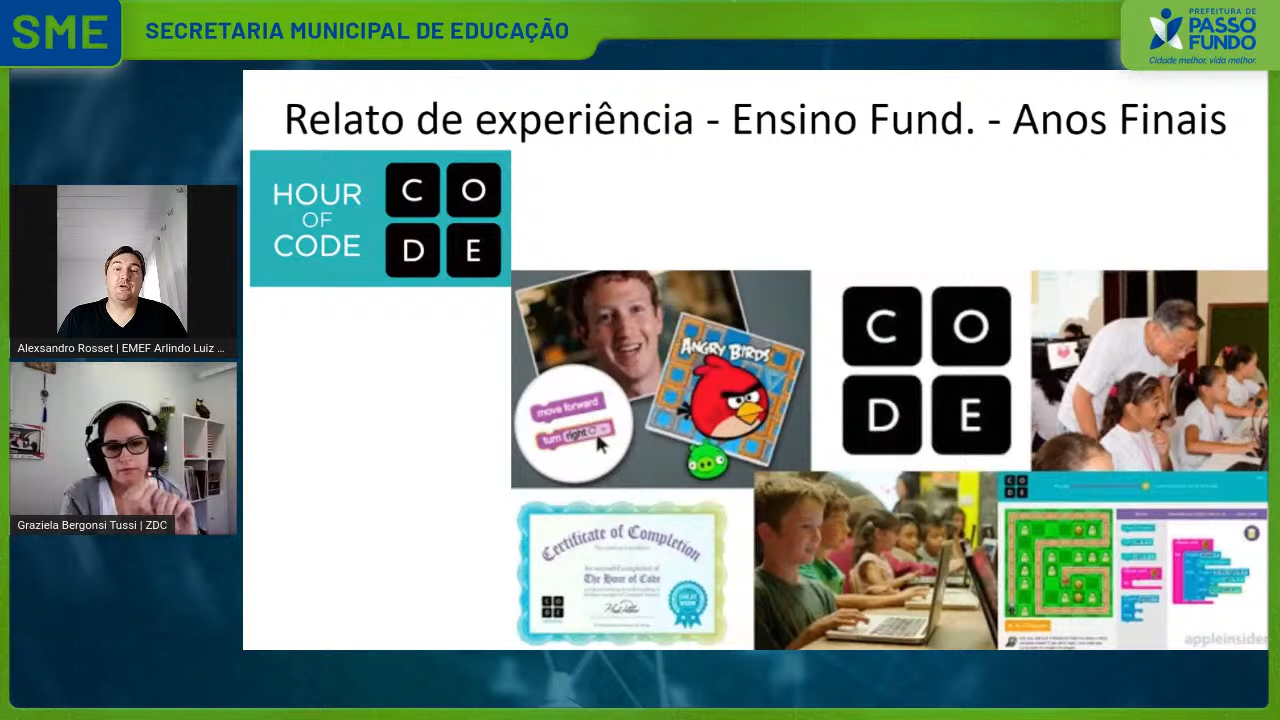 SME
SECRETARIA MUNICIPAL DE EDUCAÇÃO
PREFEITURA DE
PASSO
FUNDO
Cidade melhor, vida melhor.
Relato de experiência - Ensino Fund. - Anos Finais
HOUR
OF
CODE
C O
D E
ANGRY BIRDS
move forward
turn right
C O
D E
Certificate of Completion
The Hour of Code
C O
D E
GREAT
WORK
C O
D E
appleinsider
Alexsandro Rosset | EMEF Arlindo Luiz ...
Graziela Bergonsi Tussi | ZDC